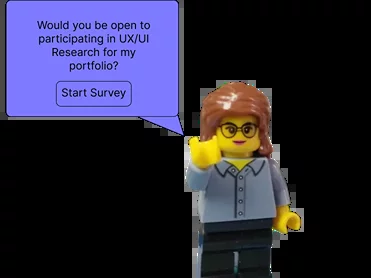 Would you be open to
participating in UX/UI
Research for my
portfolio?
Start Survey